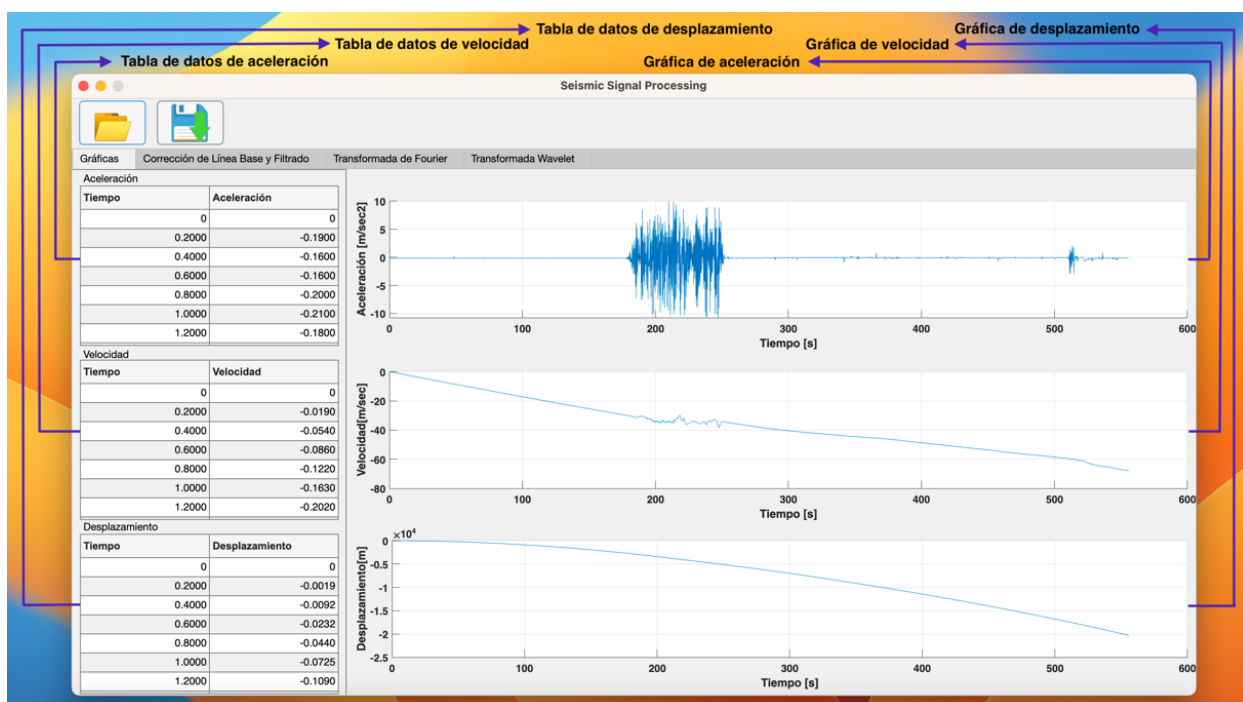 Tabla de datos de desplazamiento
Gráfica de desplazamiento
Tabla de datos de velocidad
Gráfica de velocidad
Tabla de datos de aceleración
Gráfica de aceleración
Seismic Signal Processing
Gráficas Corrección de Línea Base y Filtrado Transformada de Fourier Transformada Wavelet
Aceleración
Tiempo Aceleración
0 0
0.2000 -0.1900
0.4000 -0.1600
0.6000 -0.1600
0.8000 -0.2000
1.0000 -0.2100
1.2000 -0.1800
Velocidad
Tiempo Velocidad
0 0
0.2000 -0.0190
0.4000 -0.0540
0.6000 -0.0860
0.8000 -0.1220
1.0000 -0.1630
1.2000 -0.2020
Desplazamiento
Tiempo Desplazamiento
0 0
0.2000 -0.0019
0.4000 -0.0092
0.6000 -0.0232
0.8000 -0.0440
1.0000 -0.0725
1.2000 -0.1090
Aceleración [m/sec2]
10
5
0
-5
-10
0 100 200 300 400 500 600
Tiempo [s]
Velocidad[m/sec]
0
-20
-40
-60
-80
0 100 200 300 400 500 600
Tiempo [s]
Desplazamiento[m]
×10⁴
0
-0.5
-1
-1.5
-2
-2.5
0 100 200 300 400 500 600
Tiempo [s]